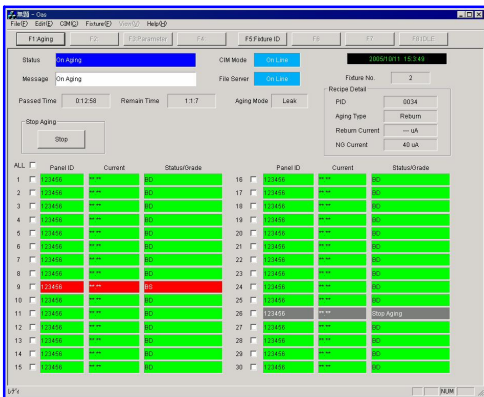 無題 - Oas
File(F) Edit(E) CIM(C) Fixture(F) View(V) Help(H)
F1:Aging F2 F3:Parameter F4 F5:Fixture ID F6 F7 F8:IDLE
Status On Aging CIM Mode On Line 2005/10/11 15:3:49
Message On Aging File Server On Line Fixture No. 2
Recipe Detail
Passed Time 0:12:58 Remain Time 1:1:7 Aging Mode Leak PID 0034
Aging Type Reburn
Stop Aging
Reburn Current --- uA
Stop
NG Current 40 uA
ALL Panel ID Current Status/Grade Panel ID Current Status/Grade
1 123456 **.** BD 16 123456 **.** BD
2 123456 **.** BD 17 123456 **.** BD
3 123456 **.** BD 18 123456 **.** BD
4 123456 **.** BD 19 123456 **.** BD
5 123456 **.** BD 20 123456 **.** BD
6 123456 **.** BD 21 123456 **.** BD
7 123456 **.** BD 22 123456 **.** BD
8 123456 **.** BD 23 123456 **.** BD
9 123456 **.** BS 24 123456 **.** BD
10 123456 **.** BD 25 123456 **.** BD
11 123456 **.** BD 26 123456 **.** Stop Aging
12 123456 **.** BD 27 123456 **.** BD
13 123456 **.** BD 28 123456 **.** BD
14 123456 **.** BD 29 123456 **.** BD
15 123456 **.** BD 30 123456 **.** BD
レディ NUM